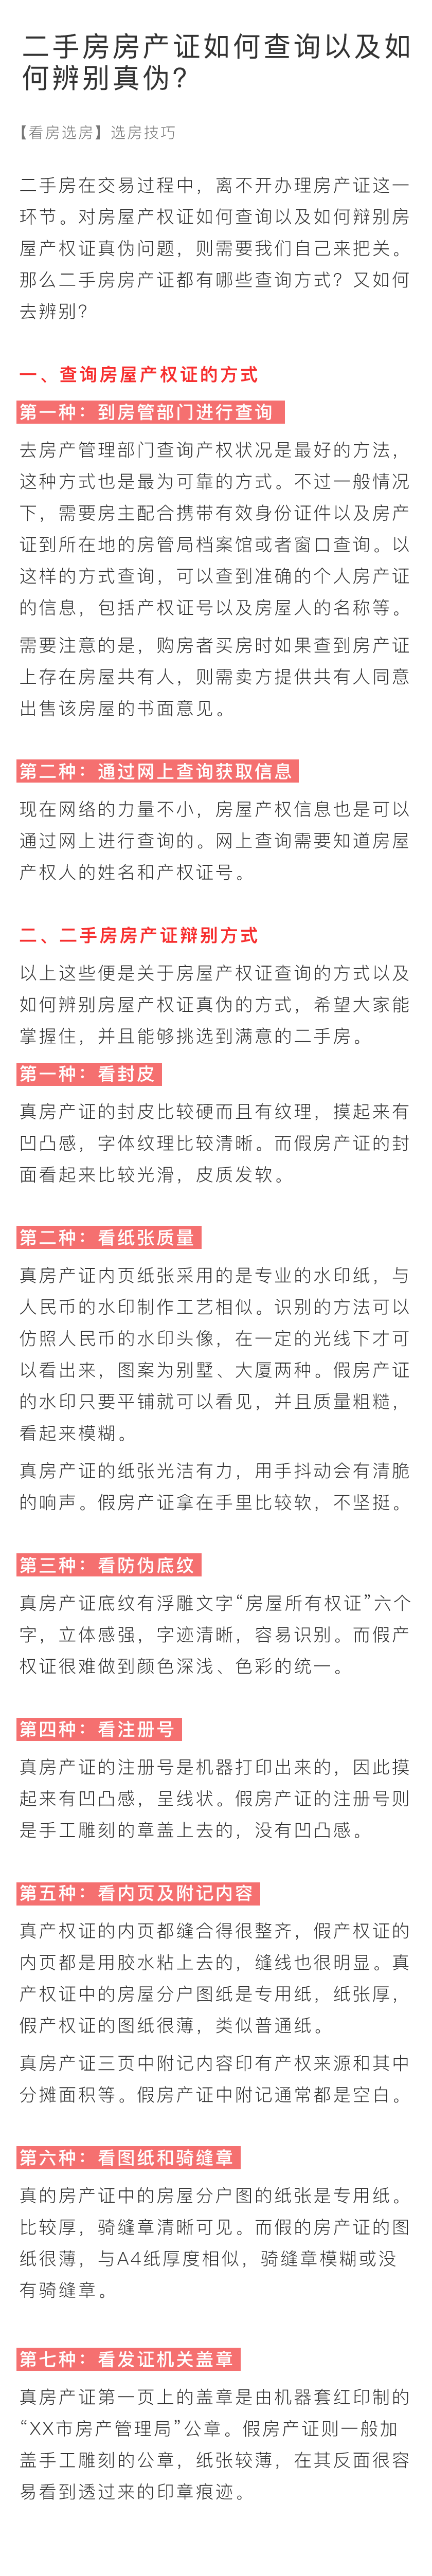 二手房房产证如何查询以及如
何辨别真伪?
【看房选房】选房技巧
二手房在交易过程中，离不开办理房产证这一
环节。对房屋产权证如何查询以及如何辩别房
屋产权证真伪问题，则需要我们自己来把关。
那么二手房房产证都有哪些查询方式？又如何
去辨别？
一、查询房屋产权证的方式
第一种：到房管部门进行查询
去房产管理部门查询产权状况是最好的方法，
这种方式也是最为可靠的方式。不过一般情况
下，需要房主配合携带有效身份证件以及房产
证到所在地的房管局档案馆或者窗口查询。以
这样的方式查询，可以查到准确的个人房产证
的信息，包括产权证号以及房屋人的名称等。
需要注意的是，购房者买房时如果查到房产证
上存在房屋共有人，则需卖方提供共有人同意
出售该房屋的书面意见。
第二种：通过网上查询获取信息
现在网络的力量不小，房屋产权信息也是可以
通过网上进行查询的。网上查询需要知道房屋
产权人的姓名和产权证号。
二、二手房房产证辩别方式
以上这些便是关于房屋产权证查询的方式以及
如何辨别房屋产权证真伪的方式，希望大家能
掌握住，并且能够挑选到满意的二手房。
第一种：看封皮
真房产证的封皮比较硬而且有纹理，摸起来有
凹凸感，字体纹理比较清晰。而假房产证的封
面看起来比较光滑，皮质发软。
第二种：看纸张质量
真房产证内页纸张采用的是专业的水印纸，与
人民币的水印制作工艺相似。识别的方法可以
仿照人民币的水印头像，在一定的光线下才可
以看出来，图案为别墅、大厦两种。假房产证
的水印只要平铺就可以看见，并且质量粗糙，
看起来模糊。
真房产证的纸张光洁有力，用手抖动会有清脆
的响声。假房产证拿在手里比较软，不坚挺。
第三种：看防伪底纹
真房产证底纹有浮雕文字“房屋所有权证”六个
字，立体感强，字迹清晰，容易识别。而假产
权证很难做到颜色深浅、色彩的统一。
第四种：看注册号
真房产证的注册号是机器打印出来的，因此摸
起来有凹凸感，呈线状。假房产证的注册号则
是手工雕刻的章盖上去的，没有凹凸感。
第五种：看内页及附记内容
真产权证的内页都缝合得很整齐，假产权证的
内页都是用胶水粘上去的，缝线也很明显。真
产权证中的房屋分户图纸是专用纸，纸张厚，
假产权证的图纸很薄，类似普通纸。
真房产证三页中附记内容印有产权来源和其中
分摊面积等。假房产证中附记通常都是空白。
第六种：看图纸和骑缝章
真的房产证中的房屋分户图的纸张是专用纸。
比较厚，骑缝章清晰可见。而假的房产证的图
纸很薄，与A4纸厚度相似，骑缝章模糊或没
有骑缝章。
第七种：看发证机关盖章
真房产证第一页上的盖章是由机器套红印制的
“XX市房产管理局”公章。假房产证则一般加
盖手工雕刻的公章，纸张较薄，在其反面很容
易看到透过来的印章痕迹。